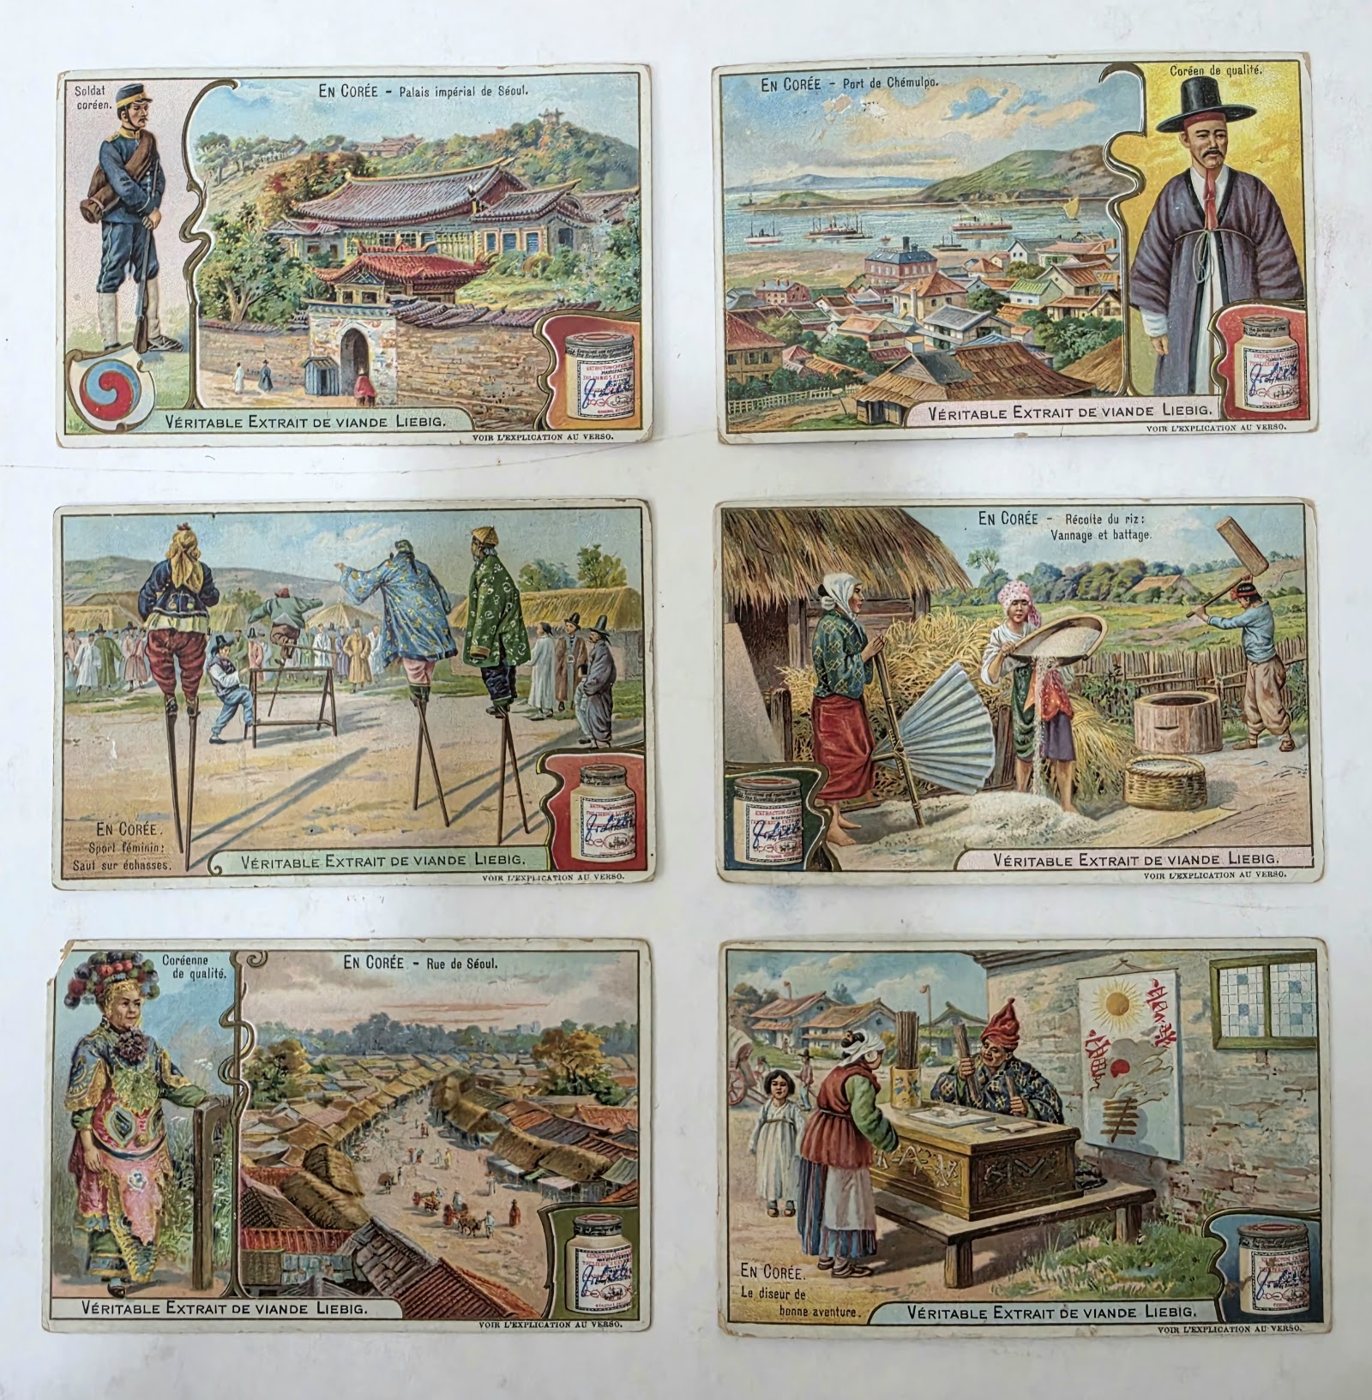 Soldat
coréen.
EN CORÉE - Palais impérial de Séoul.
VÉRITABLE EXTRAIT DE VIANDE LIEBIG.
VOIR L'EXPLICATION AU VERSO.
EN CORÉE - Port de Chémulpo.
Coréen de qualité.
VÉRITABLE EXTRAIT DE VIANDE LIEBIG.
VOIR L'EXPLICATION AU VERSO.
EN CORÉE.
Sport féminin:
Saut sur échasses.
VÉRITABLE EXTRAIT DE VIANDE LIEBIG.
VOIR L'EXPLICATION AU VERSO.
EN CORÉE - Récolte du riz:
Vannage et battage.
VÉRITABLE EXTRAIT DE VIANDE LIEBIG.
VOIR L'EXPLICATION AU VERSO.
Coréenne
de qualité.
EN CORÉE - Rue de Séoul.
VÉRITABLE EXTRAIT DE VIANDE LIEBIG.
VOIR L'EXPLICATION AU VERSO.
EN CORÉE.
Le diseur de
bonne aventure.
VÉRITABLE EXTRAIT DE VIANDE LIEBIG.
VOIR L'EXPLICATION AU VERSO.